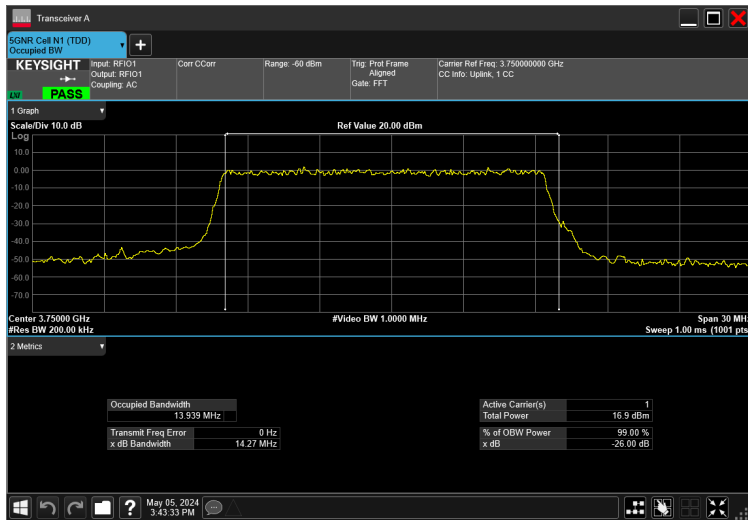 Transceiver A
5GNR Cell N1 (TDD)
Occupied BW
+
KEYSIGHT
LXI
PASS
Input: RFIO1
Output: RFIO1
Coupling: AC
Corr CCorr
Range: -60 dBm
Trig: Prot Frame
Aligned
Gate: FFT
Carrier Ref Freq: 3.750000000 GHz
CC Info: Uplink, 1 CC
1 Graph
Scale/Div 10.0 dB
Ref Value 20.00 dBm
Log
10.0
0.00
-10.0
-20.0
-30.0
-40.0
-50.0
-60.0
-70.0
Center 3.75000 GHz
#Video BW 1.0000 MHz
Span 30 MH
#Res BW 200.00 kHz
Sweep 1.00 ms (1001 pts
2 Metrics
Occupied Bandwidth
13.939 MHz
Transmit Freq Error 0 Hz
x dB Bandwidth 14.27 MHz
Active Carrier(s) 1
Total Power 16.9 dBm
% of OBW Power 99.00 %
x dB -26.00 dB
?
May 05, 2024
3:43:33 PM